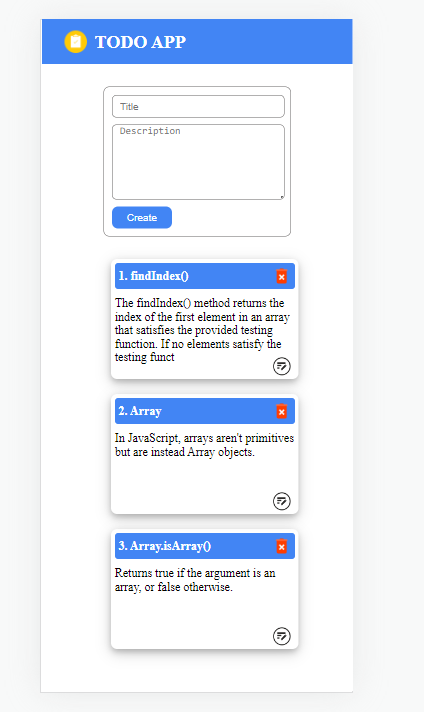 TODO APP
Title
Description
Create
1. findIndex()
The findIndex() method returns the
index of the first element in an array
that satisfies the provided testing
function. If no elements satisfy the
testing funct
2. Array
In JavaScript, arrays aren't primitives
but are instead Array objects.
3. Array.isArray()
Returns true if the argument is an
array, or false otherwise.